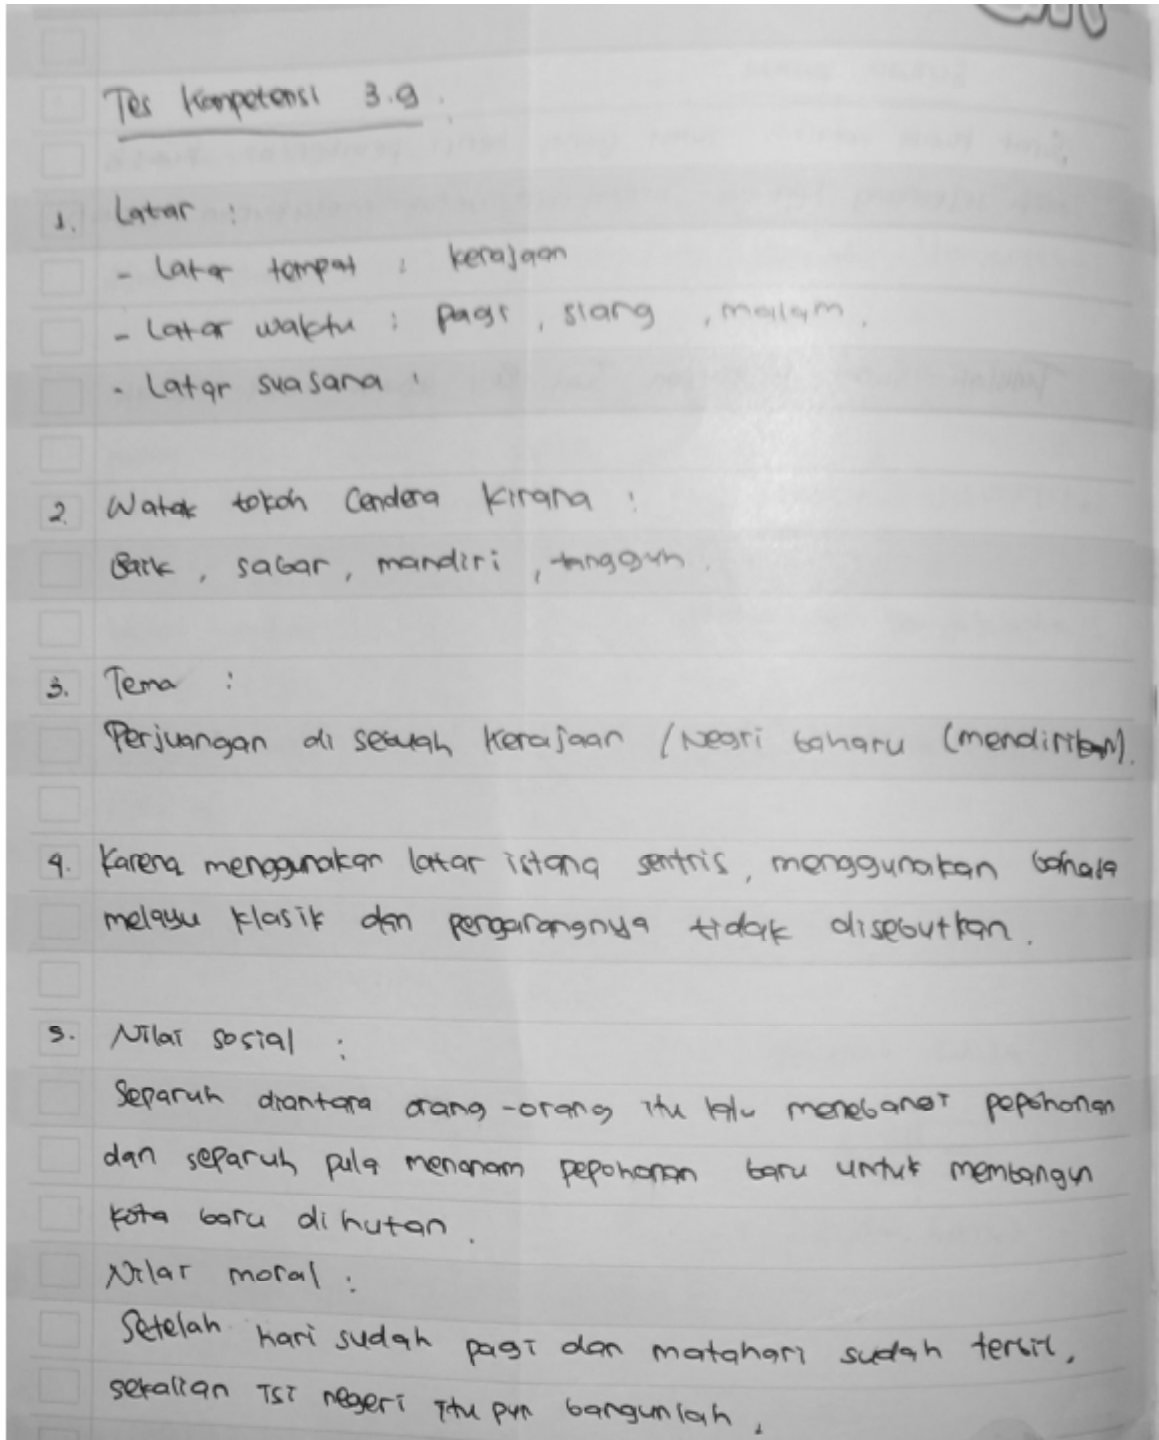 Tes Kompetensi 3.9.
1. Latar :
- Latar tempat : kerajaan
- Latar waktu : pagi, siang, malam.
- Latar suasana :
2. Watak tokoh Cendera Kirana :
Baik, sabar, mandiri, tangguh.
3. Tema :
Perjuangan di sebuah kerajaan / Negri baharu (mendirikan).
4. Karena menggunakan latar istana sentris, menggunakan bahasa
melayu klasik dan pengarangnya tidak disebutkan.
5. Nilai sosial :
Separuh diantara orang-orang itu lalu menebangi pepohonan
dan separuh pula menanam pepohonan baru untuk membangun
kota baru di hutan.
Nilai moral :
Setelah hari sudah pagi dan matahari sudah terbit,
sekalian isi negeri itu pun bangunlah.